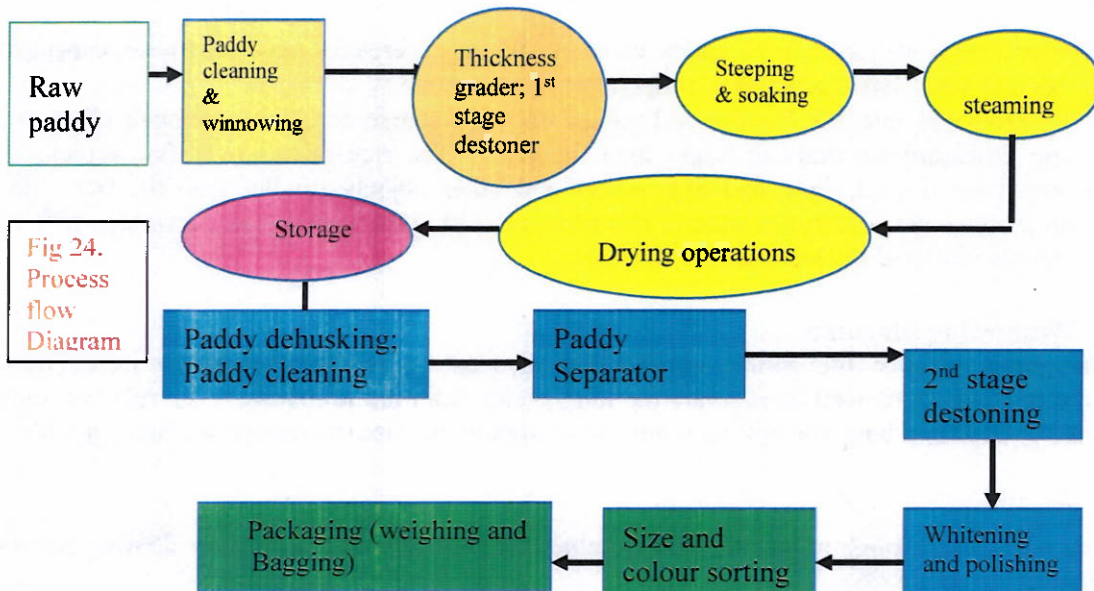 Raw
paddy
Paddy
cleaning
&
winnowing
Thickness
grader; 1st
stage
destoner
Steeping
& soaking
steaming
Drying operations
Storage
Fig 24.
Process
flow
Diagram
Paddy dehusking;
Paddy cleaning
Paddy
Separator
2nd stage
destoning
Whitening
and polishing
Size and
colour sorting
Packaging (weighing and
Bagging)